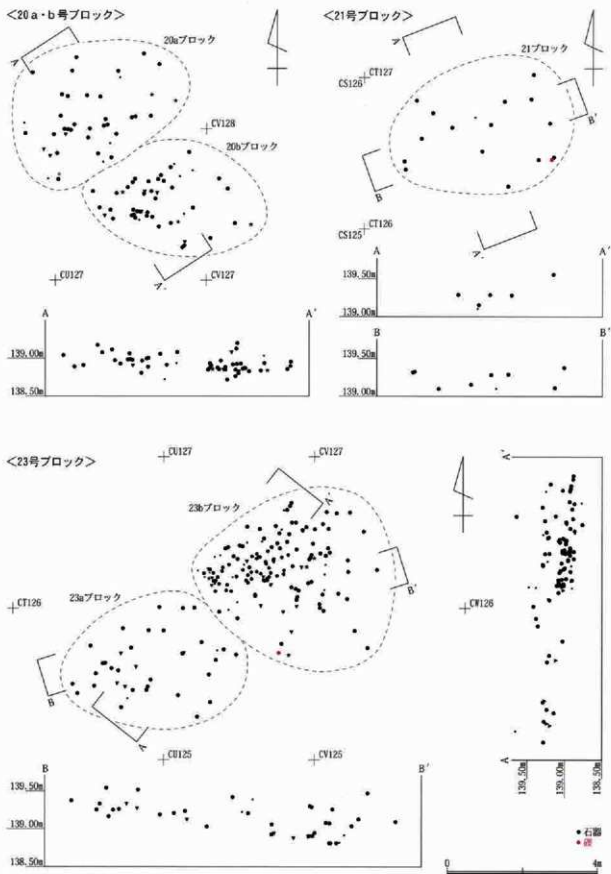 <20a・b号ブロック>
20aブロック
A
CV128
20bブロック
A'
CU127
CV127
A
A'
139.00m
138.50m
<21号ブロック>
A
CS126
CT127
21ブロック
B'
B
CS125
CT126
A'
A
A'
139.50m
139.00m
B
B'
139.50m
139.00m
<23号ブロック>
CU127
CV127
A'
23bブロック
B'
CT126
CW126
23aブロック
B
A
CU125
CV125
B
B'
139.50m
139.00m
138.50m
A'
A
139.50m
139.00m
138.50m
石器
礫
0
4m